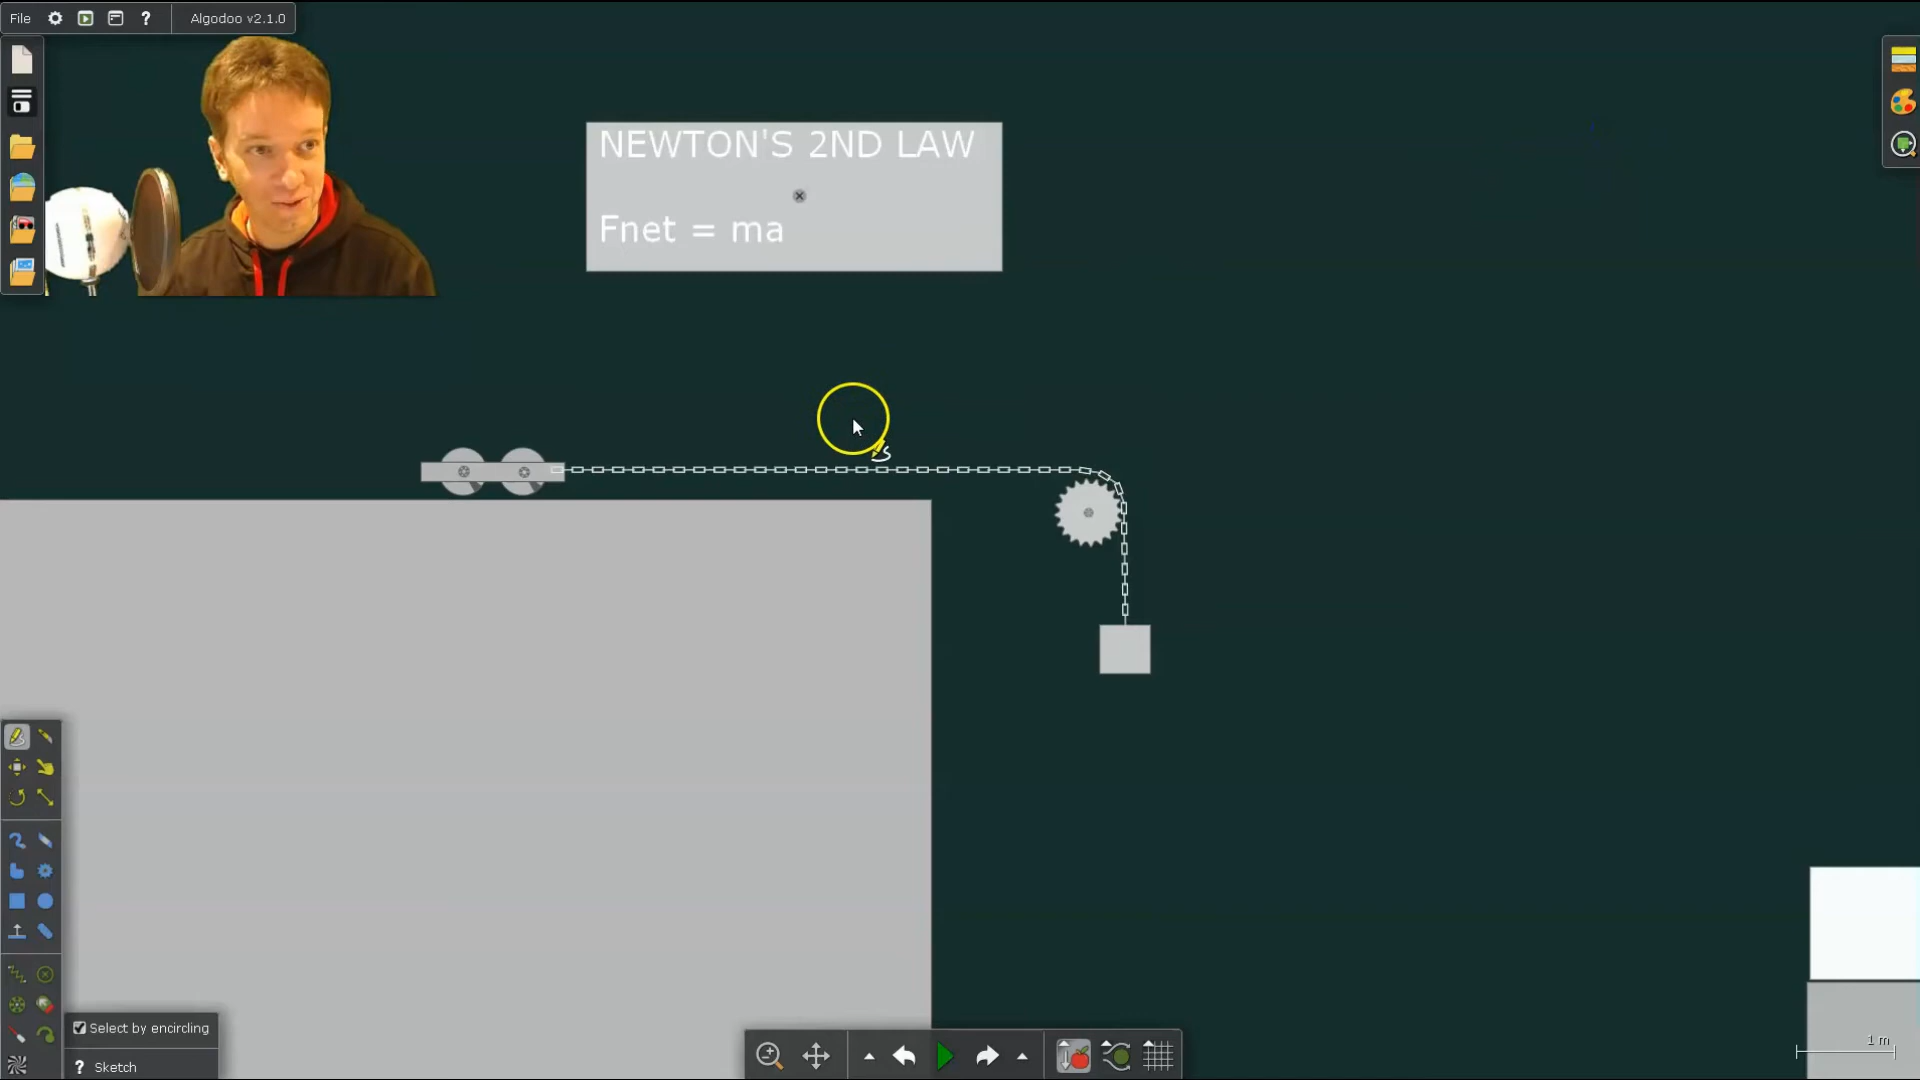 File ? Algodoo v2.1.0
NEWTON'S 2ND LAW
Fnet = ma
Select by encircling
? Sketch
1 m